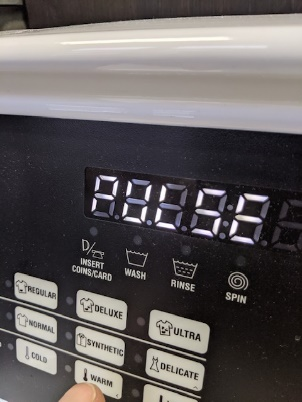 D/
INSERT
COINS/CARD
WASH
RINSE
SPIN
REGULAR
DELUXE
ULTRA
NORMAL
SYNTHETIC
DELICATE
COLD
WARM